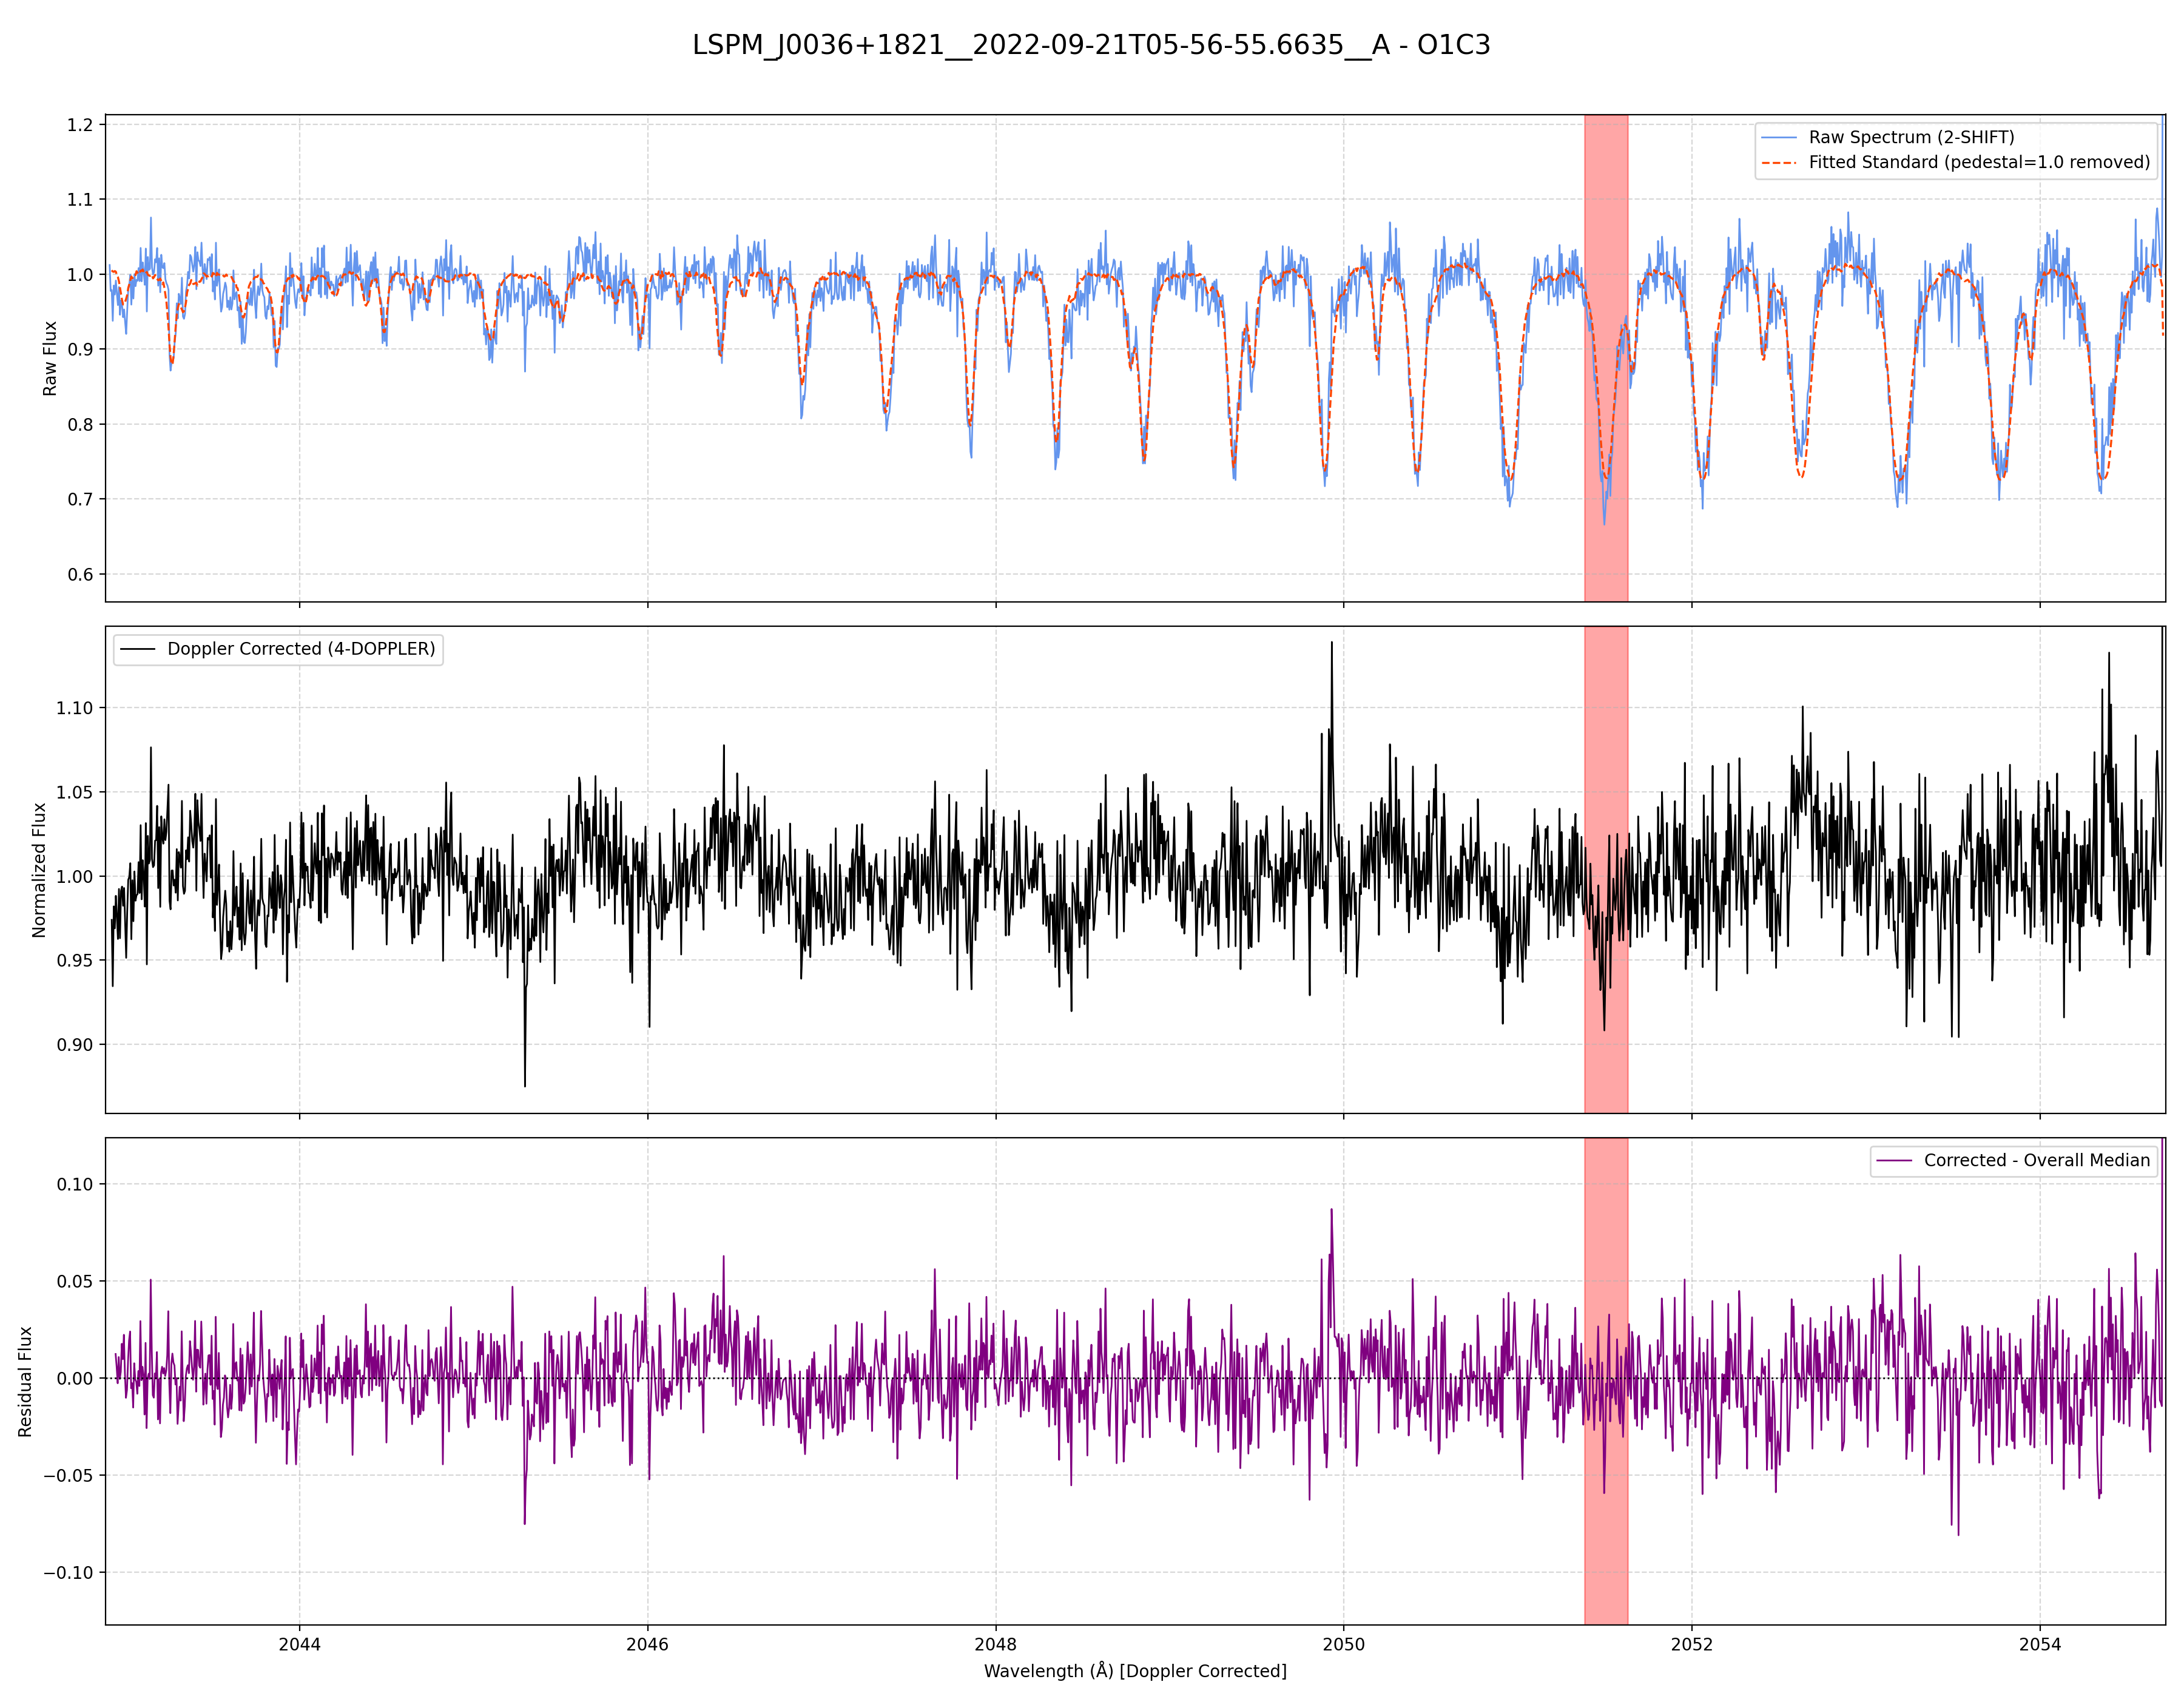 LSPM_J0036+1821__2022-09-21T05-56-55.6635__A - O1C3
1.2
1.1
1.0
0.9
0.8
0.7
0.6
Raw Flux
Raw Spectrum (2-SHIFT)
Fitted Standard (pedestal=1.0 removed)
1.10
1.05
1.00
0.95
0.90
Normalized Flux
Doppler Corrected (4-DOPPLER)
0.10
0.05
0.00
−0.05
−0.10
Residual Flux
Corrected - Overall Median
2044 2046 2048 2050 2052 2054
Wavelength (Å) [Doppler Corrected]